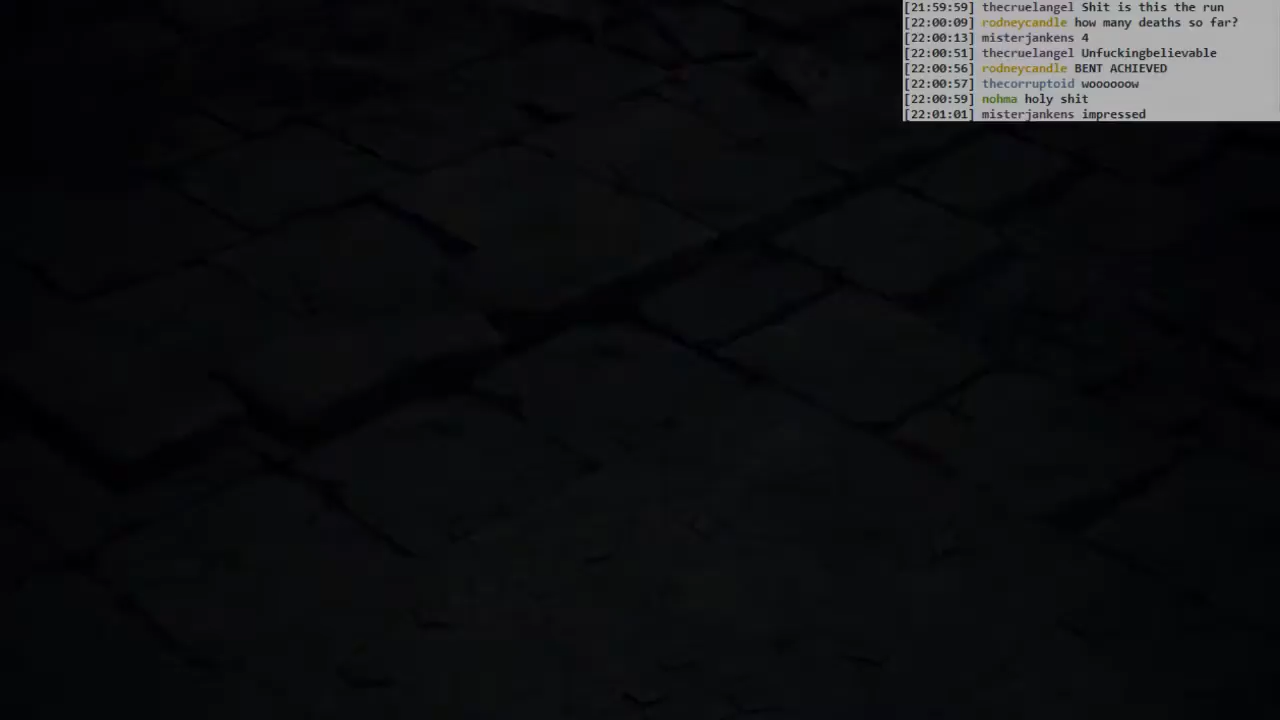 [21:59:59] thecruelangel Shit is this the run
[22:00:09] rodneycandle how many deaths so far?
[22:00:13] misterjankens 4
[22:00:51] thecruelangel Unfuckingbelievable
[22:00:56] rodneycandle BENT ACHIEVED
[22:00:57] thecorruptoid woooooow
[22:00:59] nohma holy shit
[22:01:01] misterjankens impressed